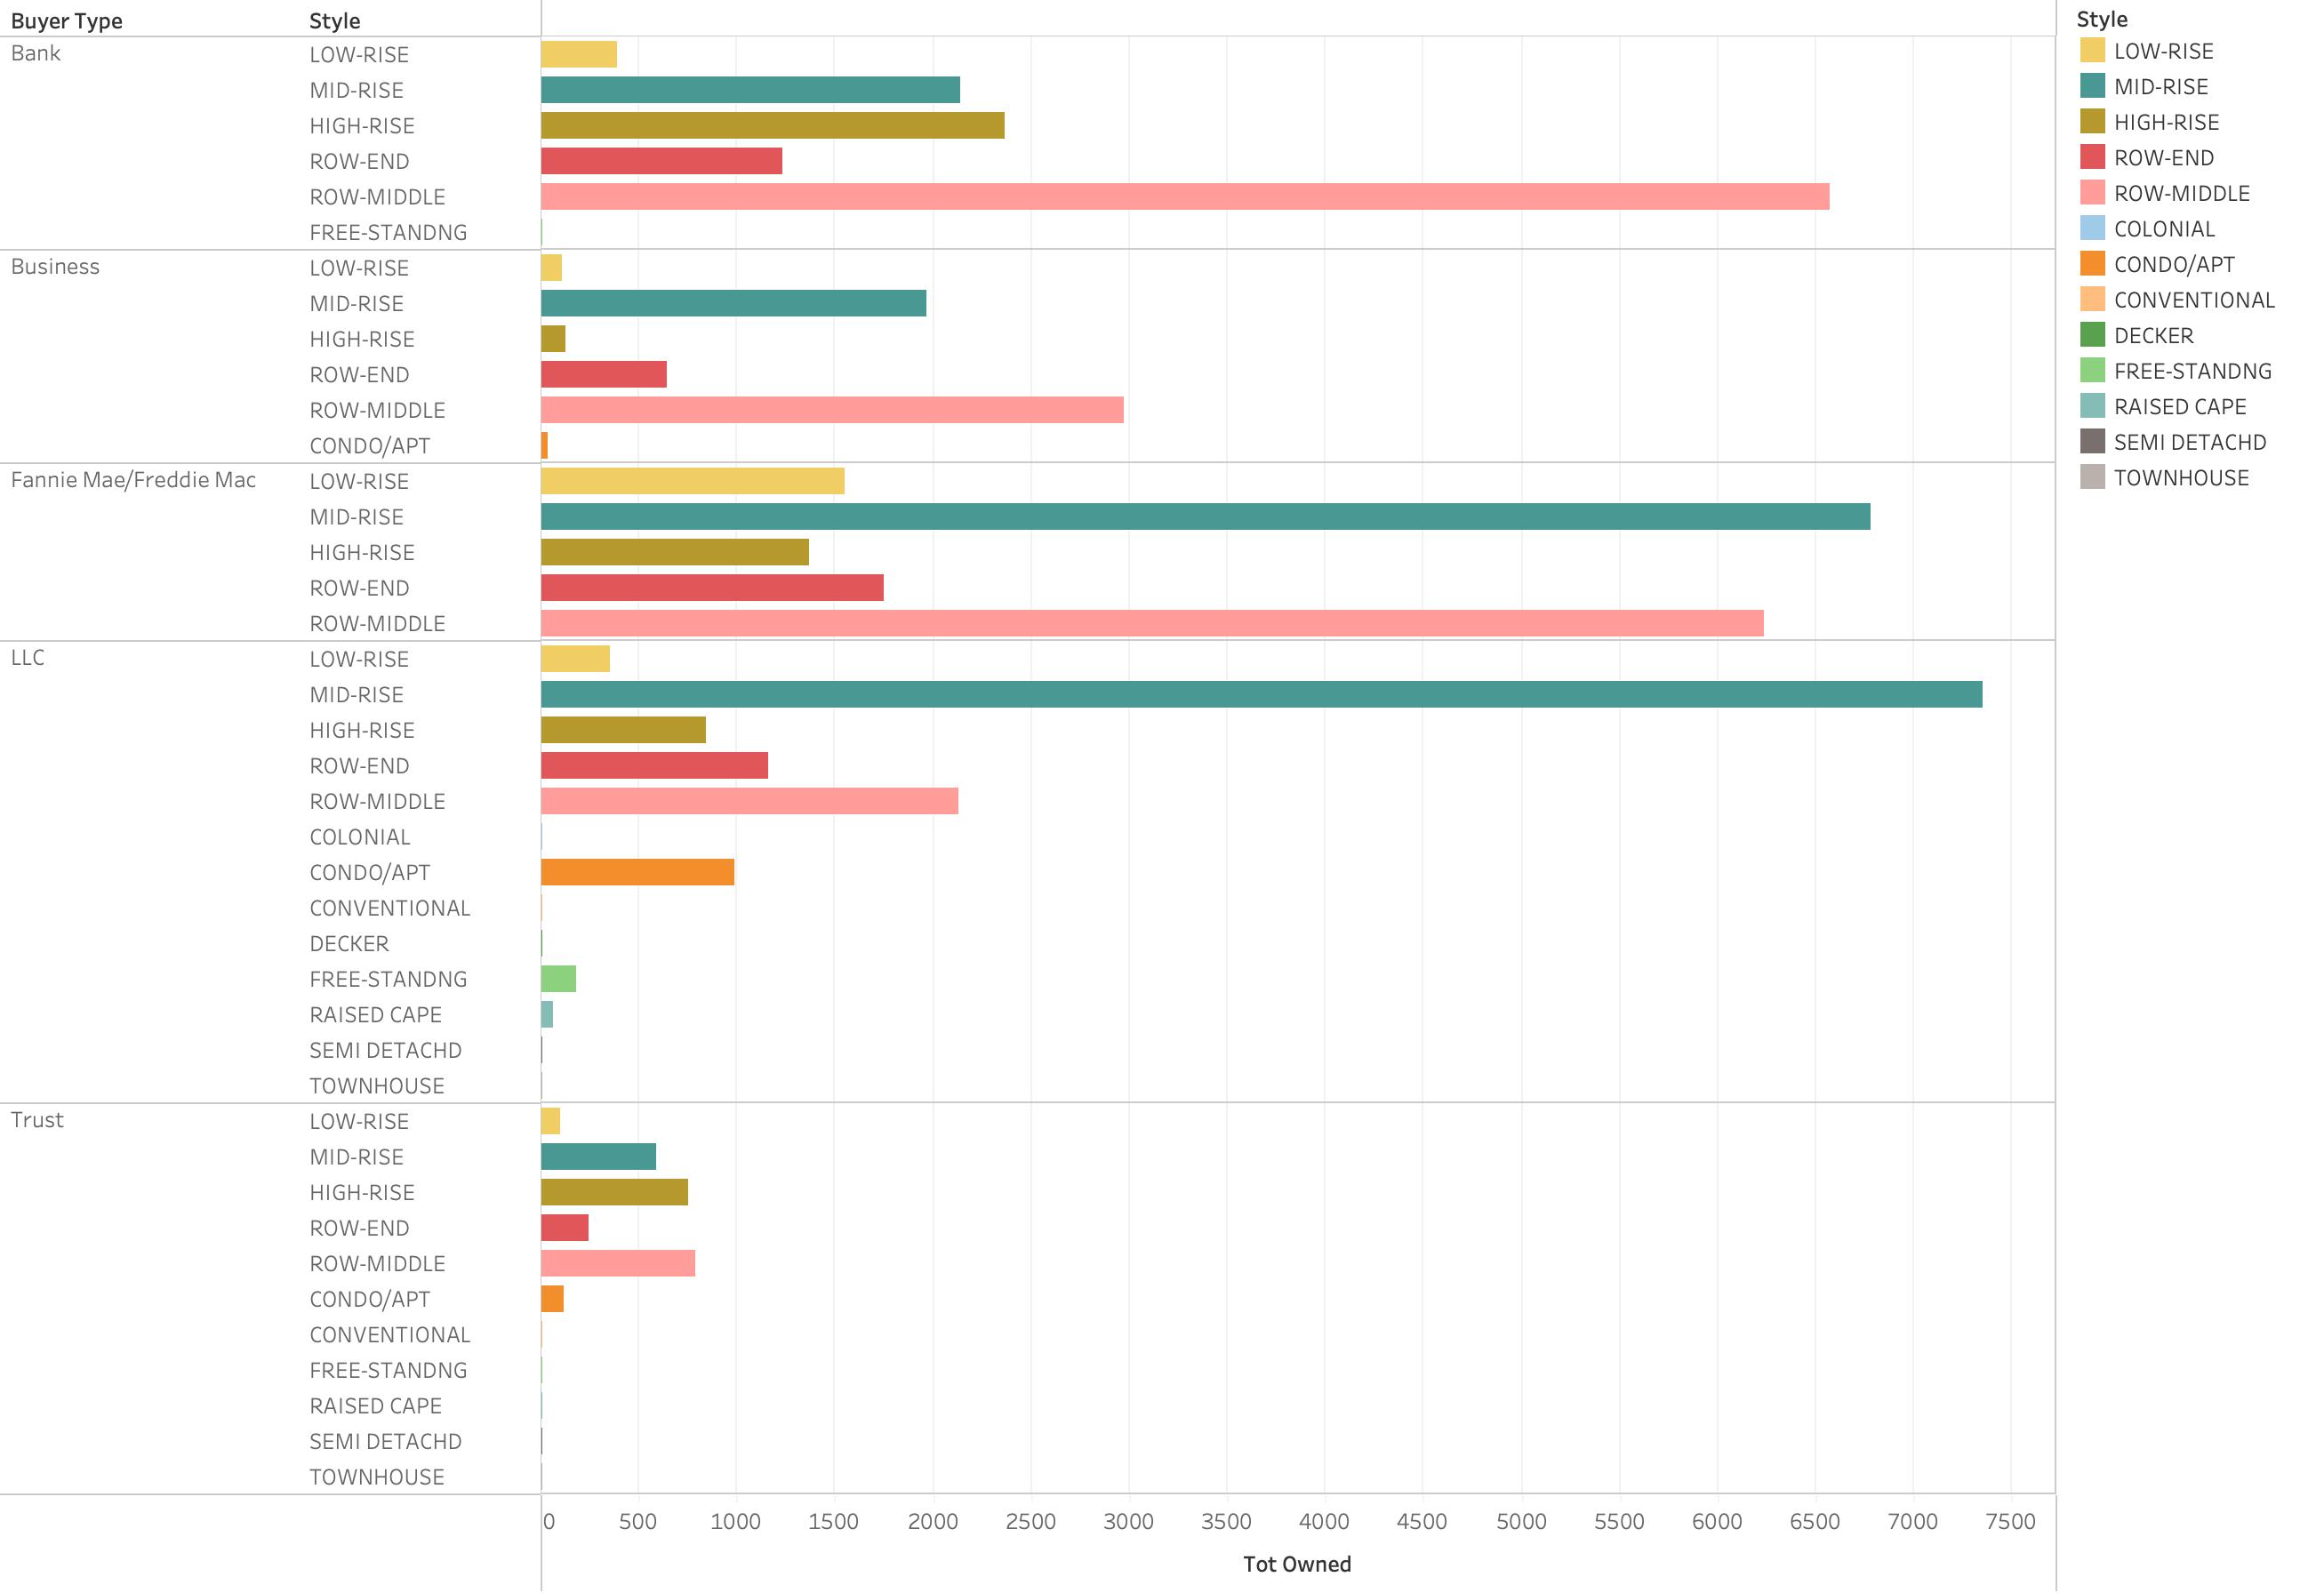 Buyer Type Style
Bank LOW-RISE
MID-RISE
HIGH-RISE
ROW-END
ROW-MIDDLE
FREE-STANDNG
Business LOW-RISE
MID-RISE
HIGH-RISE
ROW-END
ROW-MIDDLE
CONDO/APT
Fannie Mae/Freddie Mac LOW-RISE
MID-RISE
HIGH-RISE
ROW-END
ROW-MIDDLE
LLC LOW-RISE
MID-RISE
HIGH-RISE
ROW-END
ROW-MIDDLE
COLONIAL
CONDO/APT
CONVENTIONAL
DECKER
FREE-STANDNG
RAISED CAPE
SEMI DETACHD
TOWNHOUSE
Trust LOW-RISE
MID-RISE
HIGH-RISE
ROW-END
ROW-MIDDLE
CONDO/APT
CONVENTIONAL
FREE-STANDNG
RAISED CAPE
SEMI DETACHD
TOWNHOUSE
0 500 1000 1500 2000 2500 3000 3500 4000 4500 5000 5500 6000 6500 7000 7500
Tot Owned
Style
LOW-RISE
MID-RISE
HIGH-RISE
ROW-END
ROW-MIDDLE
COLONIAL
CONDO/APT
CONVENTIONAL
DECKER
FREE-STANDNG
RAISED CAPE
SEMI DETACHD
TOWNHOUSE